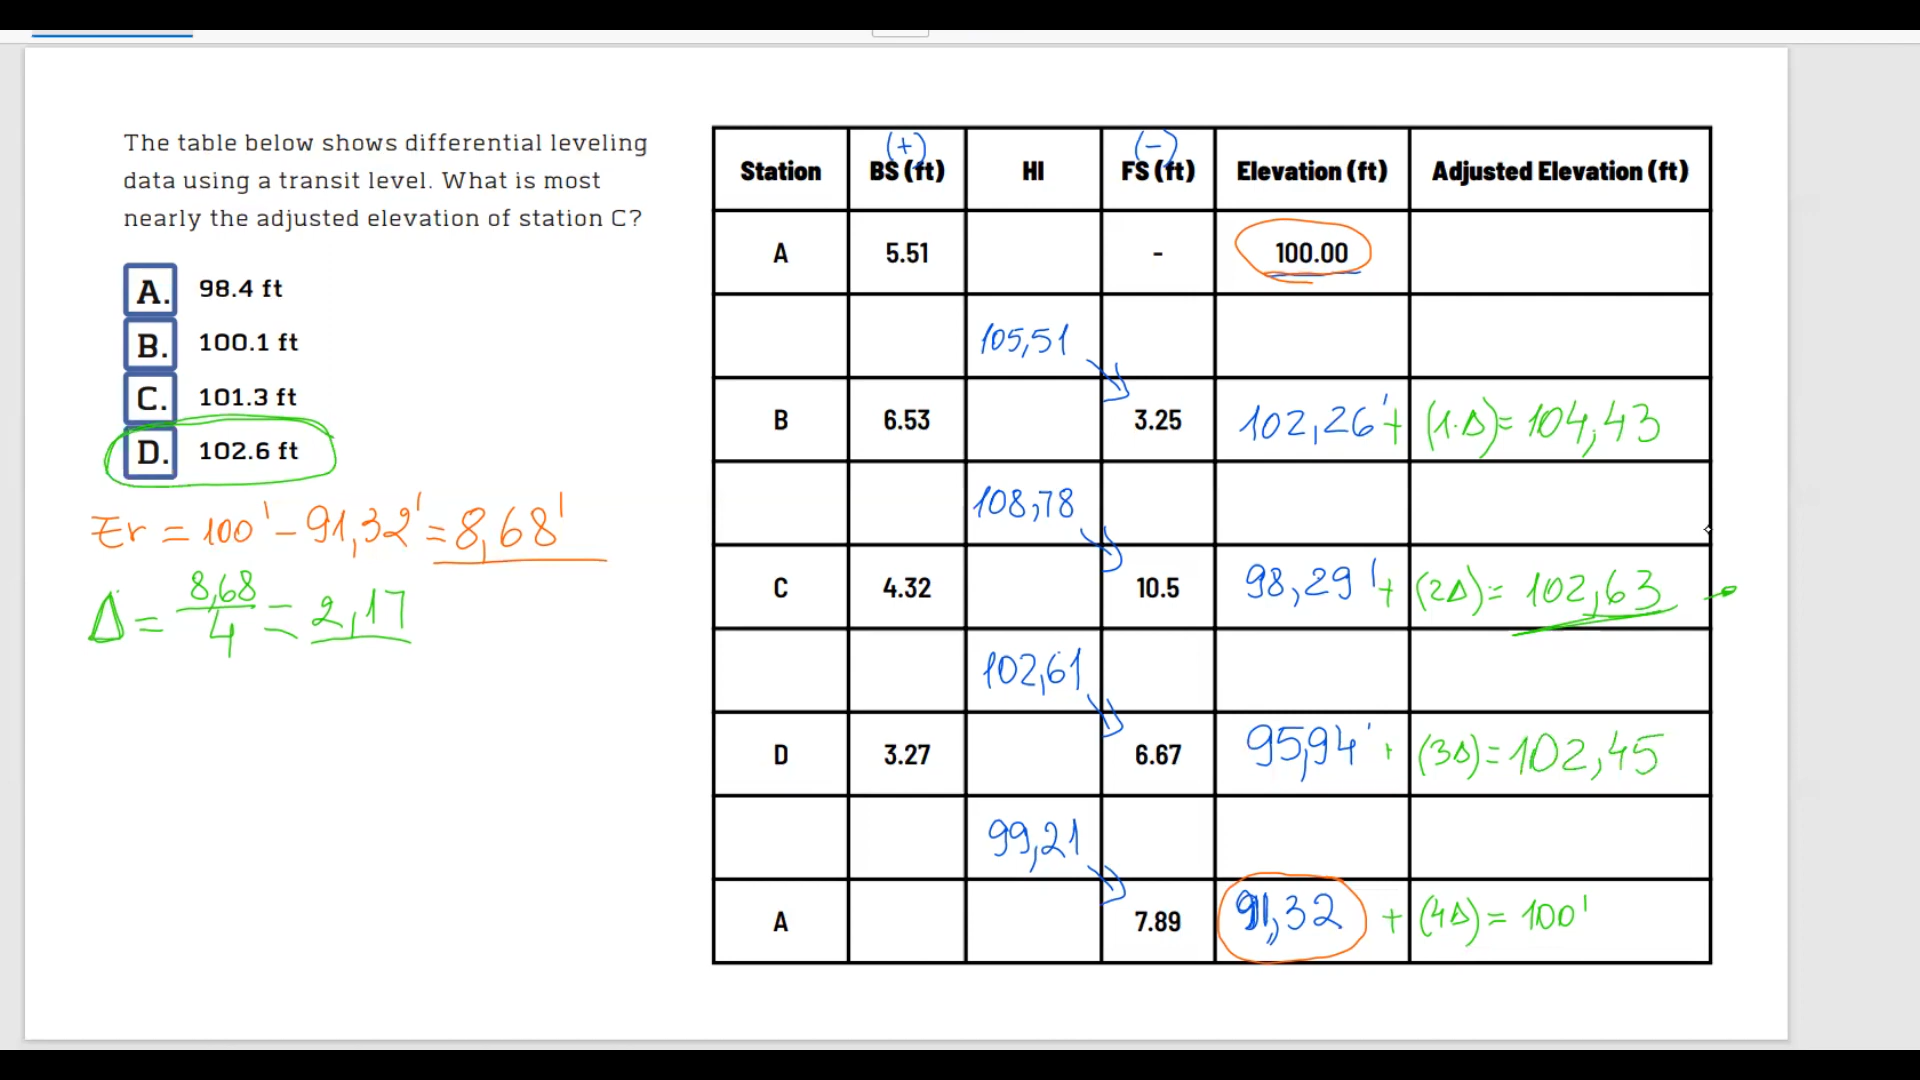 The table below shows differential leveling
data using a transit level. What is most
nearly the adjusted elevation of station C?
A. 98.4 ft
B. 100.1 ft
C. 101.3 ft
D. 102.6 ft
Er = 100' - 91,32' = 8,68'
Δ = 8,68/4 = 2,17
(+) (-)
Station BS (ft) HI FS (ft) Elevation (ft) Adjusted Elevation (ft)
A 5.51 - 100.00
105,51
B 6.53 3.25 102,26' + (1·Δ) = 104,43
108,78
C 4.32 10.5 98,29' + (2Δ) = 102,63
102,61
D 3.27 6.67 95,94' + (3Δ) = 102,45
99,21
A 7.89 91,32 + (4Δ) = 100'